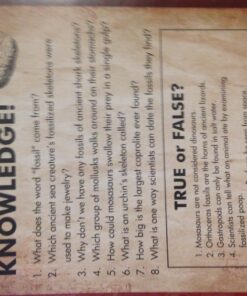 KNOWLEDGE!
1. What does the word "fossil" come from?
2. Which ancient sea creature's fossilized skeletons were
used to make jewelry?
3. Why don't we have any fossils of ancient shark skeletons?
4. Which group of mollusks walks around on their stomachs?
5. How could mosasaurs swallow their prey in a single gulp?
6. What is an urchin's skeleton called?
7. How big is the largest coprolite ever found?
8. What is one way scientists can date the fossils they find?
TRUE or FALSE?
1. Mosasaurs are not considered dinosaurs.
2. Orthoceras fossils are the horns of ancient lizards.
3. Gastropods can only be found in salt water.
4. Scientists can tell what an animal ate by examining
fossilized poop.